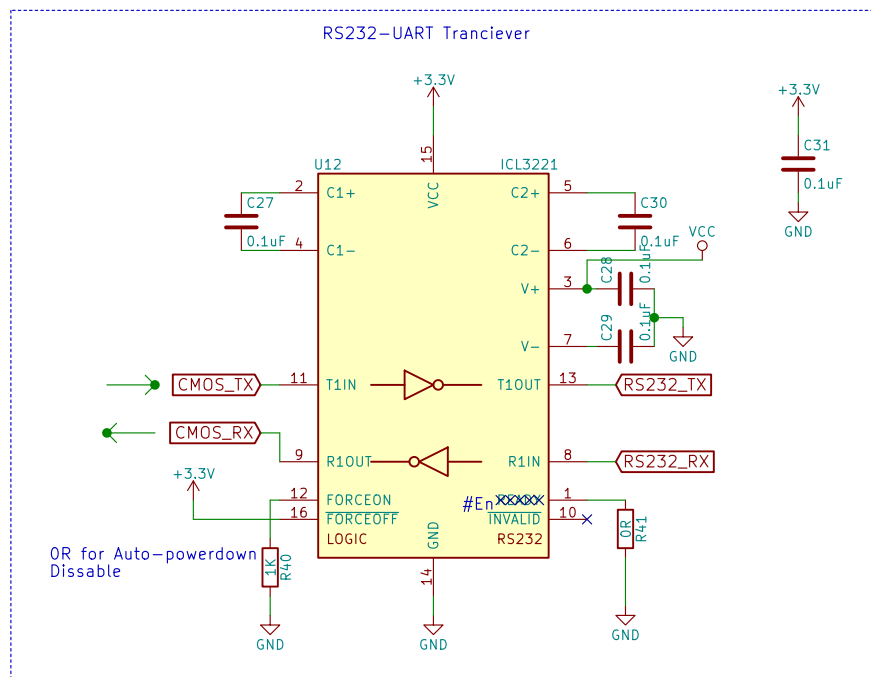 RS232-UART Tranciever
+3.3V
+3.3V
U12
15
ICL3221
C31
0.1uF
GND
2
C1+
VCC
C2+
5
C27
0.1uF
C30
0.1uF
4
C1-
C2-
6
VCC
C28
0.1uF
3
V+
C29
0.1uF
7
V-
GND
CMOS_TX
11
T1IN
T1OUT
13
RS232_TX
CMOS_RX
9
R1OUT
R1IN
8
RS232_RX
+3.3V
12
FORCEON
#En
1
16
FORCEOFF
INVALID
10
LOGIC
GND
RS232
0R
R41
0R for Auto-powerdown
Dissable
1K
R40
14
GND
GND
GND